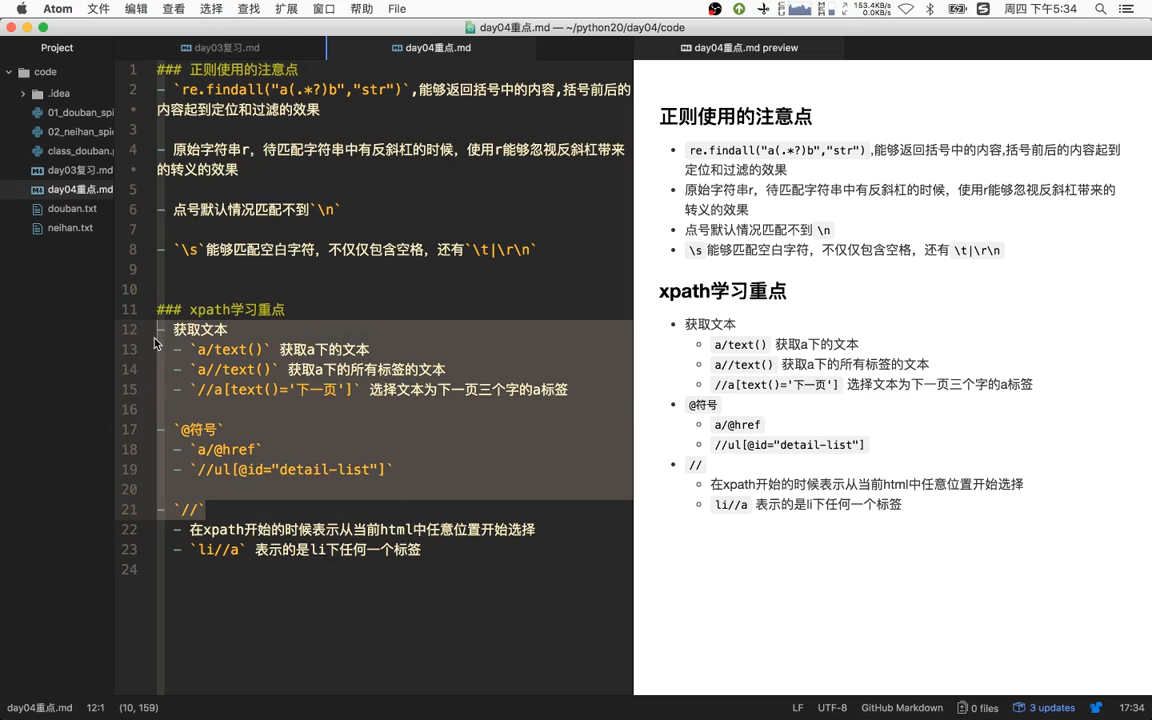 Atom 文件 编辑 查看 选择 查找 扩展 窗口 帮助 File 153.4KB/s 0.0KB/s 周四 下午5:34
day04重点.md — ~/python20/day04/code
Project day03复习.md day04重点.md day04重点.md preview
code
.idea
01_douban_spi
02_neihan_spic
class_douban.
day03复习.md
day04重点.md
douban.txt
neihan.txt
1 ### 正则使用的注意点
2 - `re.findall("a(.*?)b","str")`,能够返回括号中的内容,括号前后的
• 内容起到定位和过滤的效果
3
4 - 原始字符串r，待匹配字符串中有反斜杠的时候，使用r能够忽视反斜杠带来
• 的转义的效果
5
6 - 点号默认情况匹配不到`\n`
7
8 - `\s`能够匹配空白字符，不仅仅包含空格，还有`\t|\r\n`
9
10
11 ### xpath学习重点
12 - 获取文本
13 - `a/text()` 获取a下的文本
14 - `a//text()` 获取a下的所有标签的文本
15 - `//a[text()='下一页']` 选择文本为下一页三个字的a标签
16
17 - `@符号`
18 - `a/@href`
19 - `//ul[@id="detail-list"]`
20
21 - `//`
22 - 在xpath开始的时候表示从当前html中任意位置开始选择
23 - `li//a` 表示的是li下任何一个标签
24
正则使用的注意点
• re.findall("a(.*?)b","str") ,能够返回括号中的内容,括号前后的内容起到
定位和过滤的效果
• 原始字符串r，待匹配字符串中有反斜杠的时候，使用r能够忽视反斜杠带来的
转义的效果
• 点号默认情况匹配不到 \n
• \s 能够匹配空白字符，不仅仅包含空格，还有 \t|\r\n
xpath学习重点
• 获取文本
a/text() 获取a下的文本
a//text() 获取a下的所有标签的文本
//a[text()='下一页'] 选择文本为下一页三个字的a标签
• @符号
a/@href
//ul[@id="detail-list"]
• //
在xpath开始的时候表示从当前html中任意位置开始选择
li//a 表示的是li下任何一个标签
day04重点.md 12:1 (10, 159) LF UTF-8 GitHub Markdown 0 files 3 updates 17:34